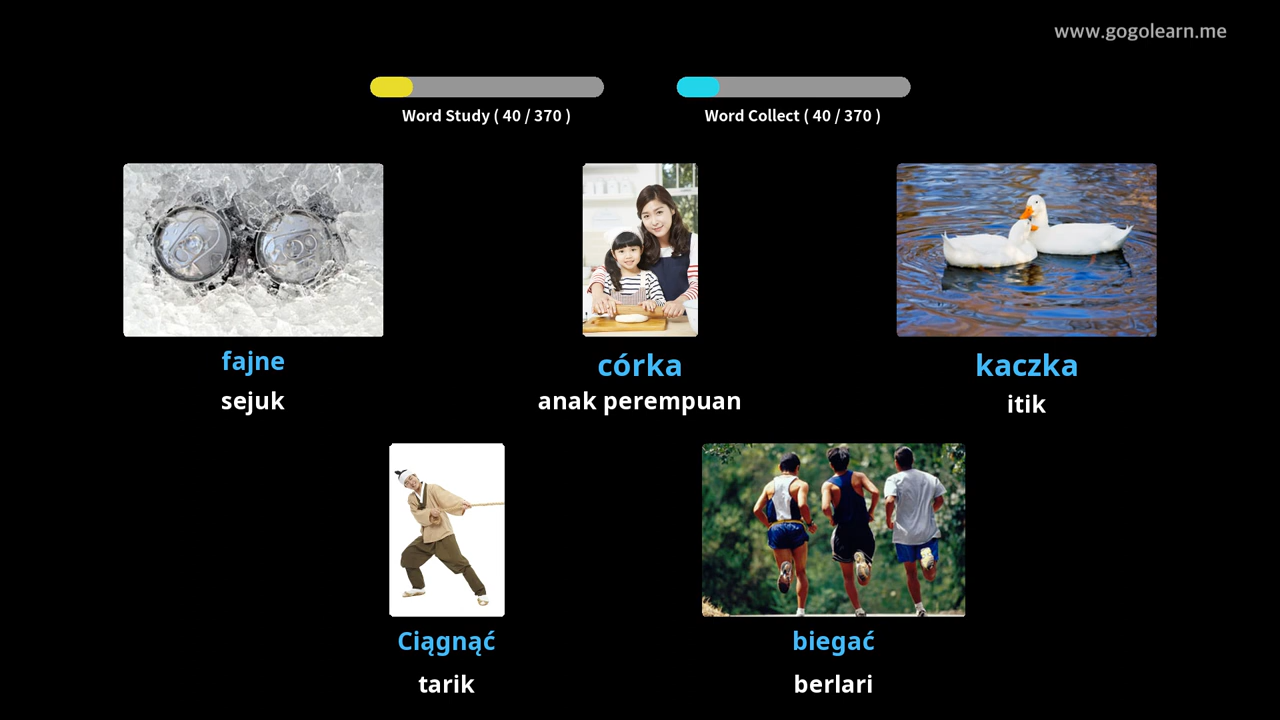 www.gogolearn.me
Word Study ( 40 / 370 )
Word Collect ( 40 / 370 )
fajne
sejuk
córka
anak perempuan
kaczka
itik
Ciągnąć
tarik
biegać
berlari